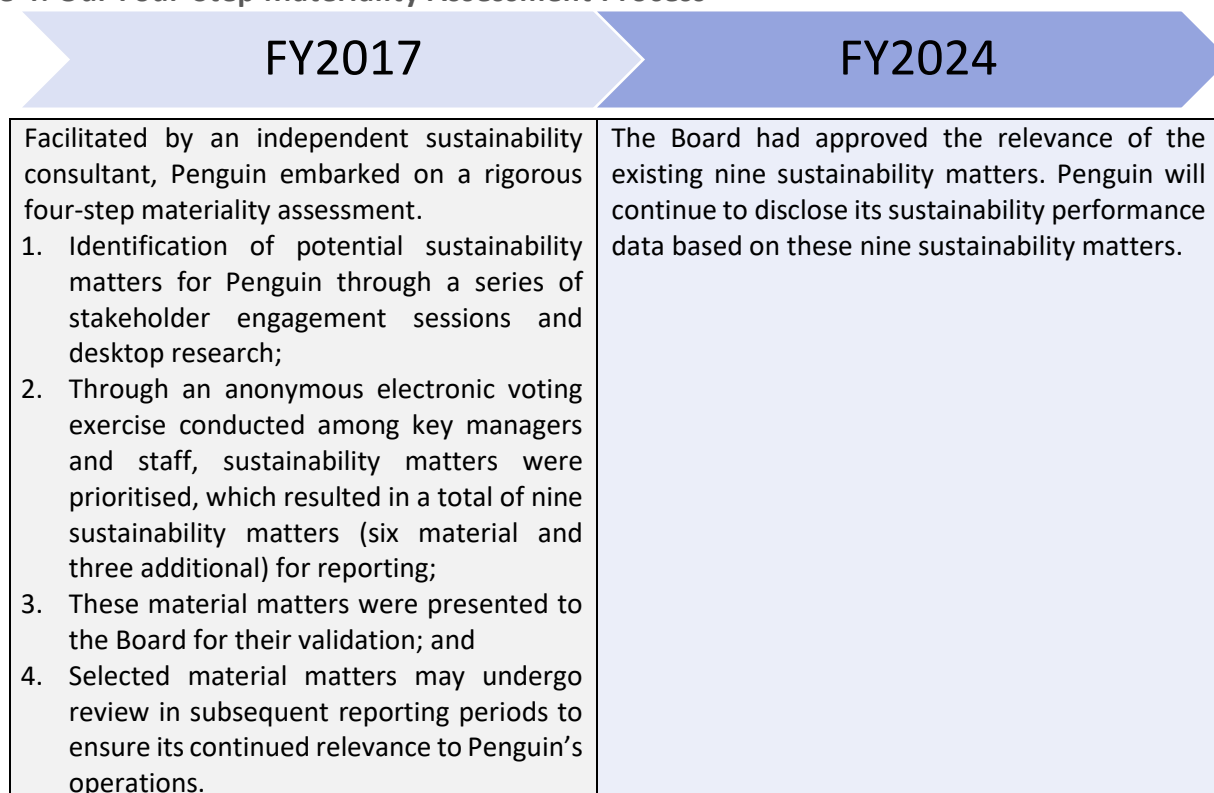 Our Four-Step Materiality Assessment Process
FY2017
FY2024
Facilitated by an independent sustainability
consultant, Penguin embarked on a rigorous
four-step materiality assessment.
1. Identification of potential sustainability
matters for Penguin through a series of
stakeholder engagement sessions and
desktop research;
2. Through an anonymous electronic voting
exercise conducted among key managers
and staff, sustainability matters were
prioritised, which resulted in a total of nine
sustainability matters (six material and
three additional) for reporting;
3. These material matters were presented to
the Board for their validation; and
4. Selected material matters may undergo
review in subsequent reporting periods to
ensure its continued relevance to Penguin’s
operations.
The Board had approved the relevance of the
existing nine sustainability matters. Penguin will
continue to disclose its sustainability performance
data based on these nine sustainability matters.